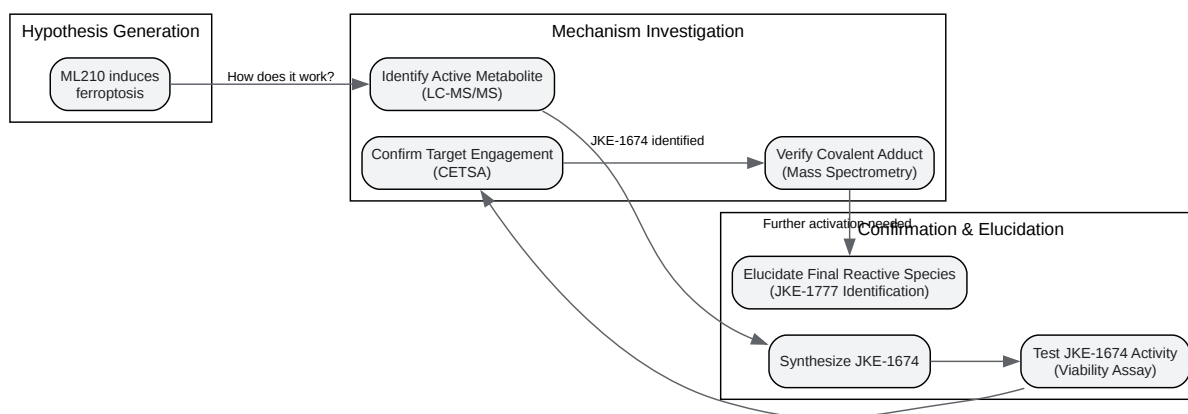 Hypothesis Generation
ML210 induces
ferroptosis
How does it work?
Mechanism Investigation
Identify Active Metabolite
(LC-MS/MS)
JKE-1674 identified
Confirm Target Engagement
(CETSA)
Verify Covalent Adduct
(Mass Spectrometry)
Further activation needed
Confirmation & Elucidation
Elucidate Final Reactive Species
(JKE-1777 Identification)
Synthesize JKE-1674
Test JKE-1674 Activity
(Viability Assay)